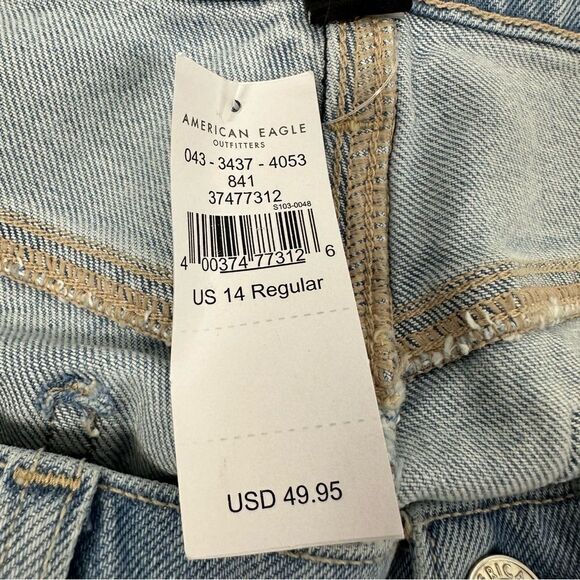 AMERICAN EAGLE
OUTFITTERS
043 - 3437 - 4053
841
37477312
S103-0048
4 00374 77312 6
US 14 Regular
USD 49.95